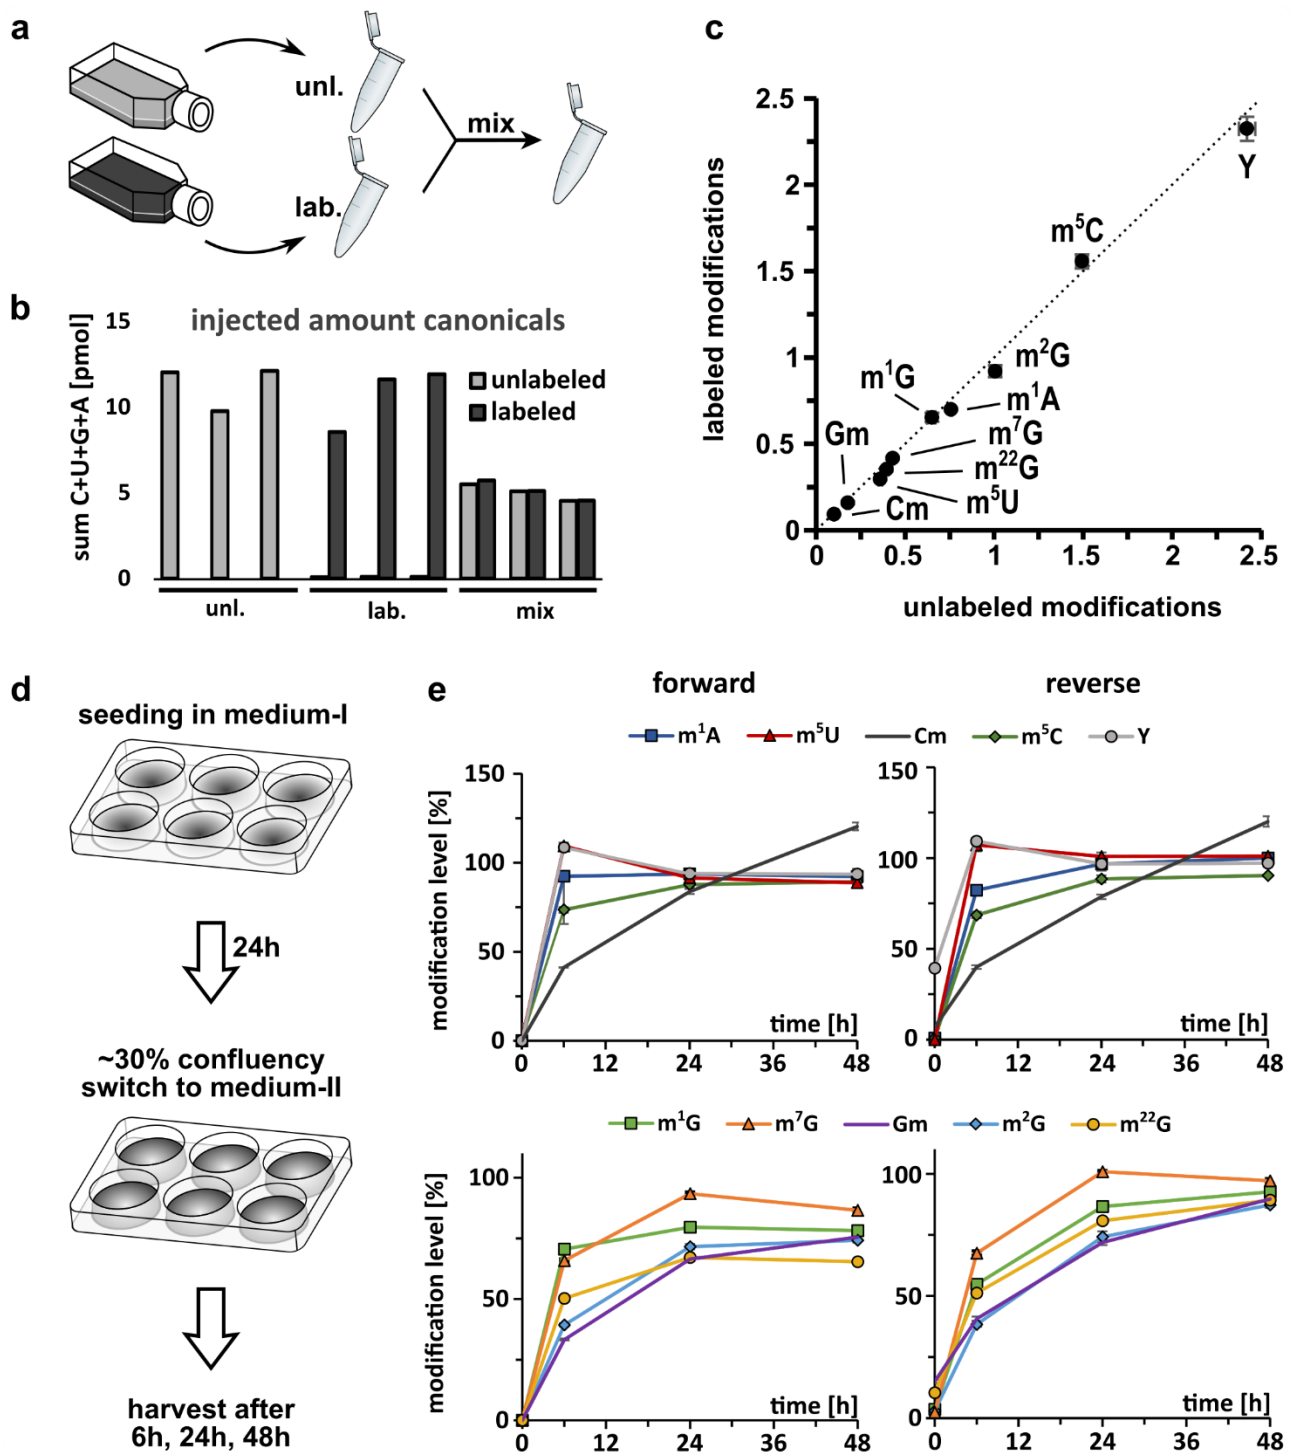 a
unl.
lab.
mix
b
injected amount canonicals
sum C+U+G+A [pmol]
15
10
5
0
unlabeled
labeled
unl.
lab.
mix
c
labeled modifications
2.5
2
1.5
1
0.5
0
Y
m⁵C
m²G
m¹G
m¹A
m⁷G
Gm
m²²G
m⁵U
Cm
0
0.5
1
1.5
2
2.5
unlabeled modifications
d
seeding in medium-I
24h
~30% confluency
switch to medium-II
harvest after
6h, 24h, 48h
e
forward
reverse
m¹A
m⁵U
Cm
m⁵C
Y
modification level [%]
150
100
50
0
time [h]
0
12
24
36
48
150
100
50
0
time [h]
0
12
24
36
48
m¹G
m⁷G
Gm
m²G
m²²G
modification level [%]
100
50
0
time [h]
0
12
24
36
48
100
50
0
time [h]
0
12
24
36
48